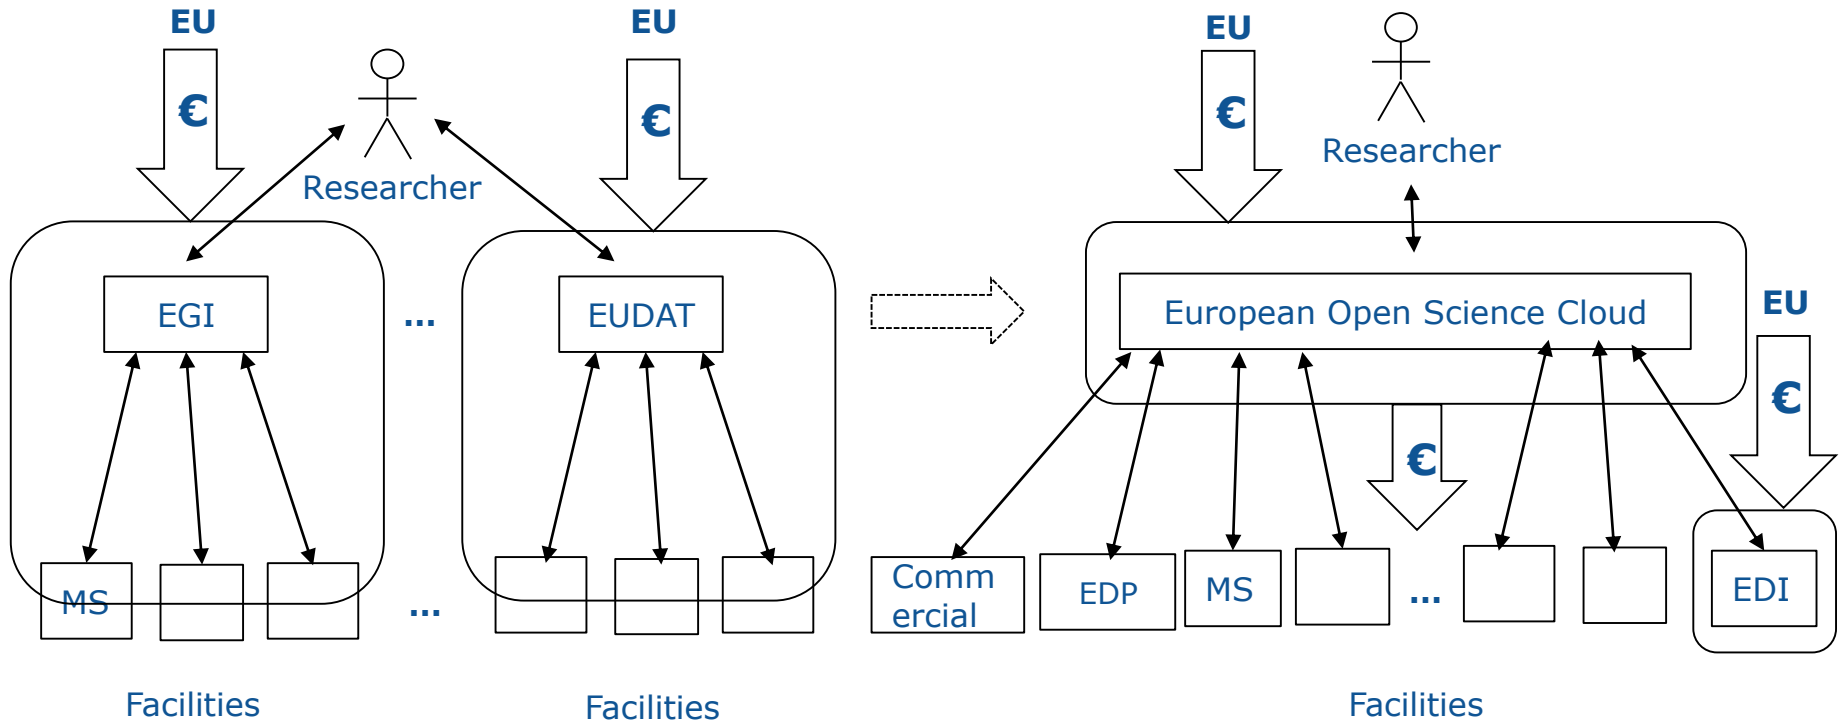 EU
EU
€
€
Researcher
EGI
...
EUDAT
MS
...
Facilities
Facilities
EU
€
Researcher
European Open Science Cloud
EU
€
€
Comm
ercial
EDP
MS
...
EDI
Facilities